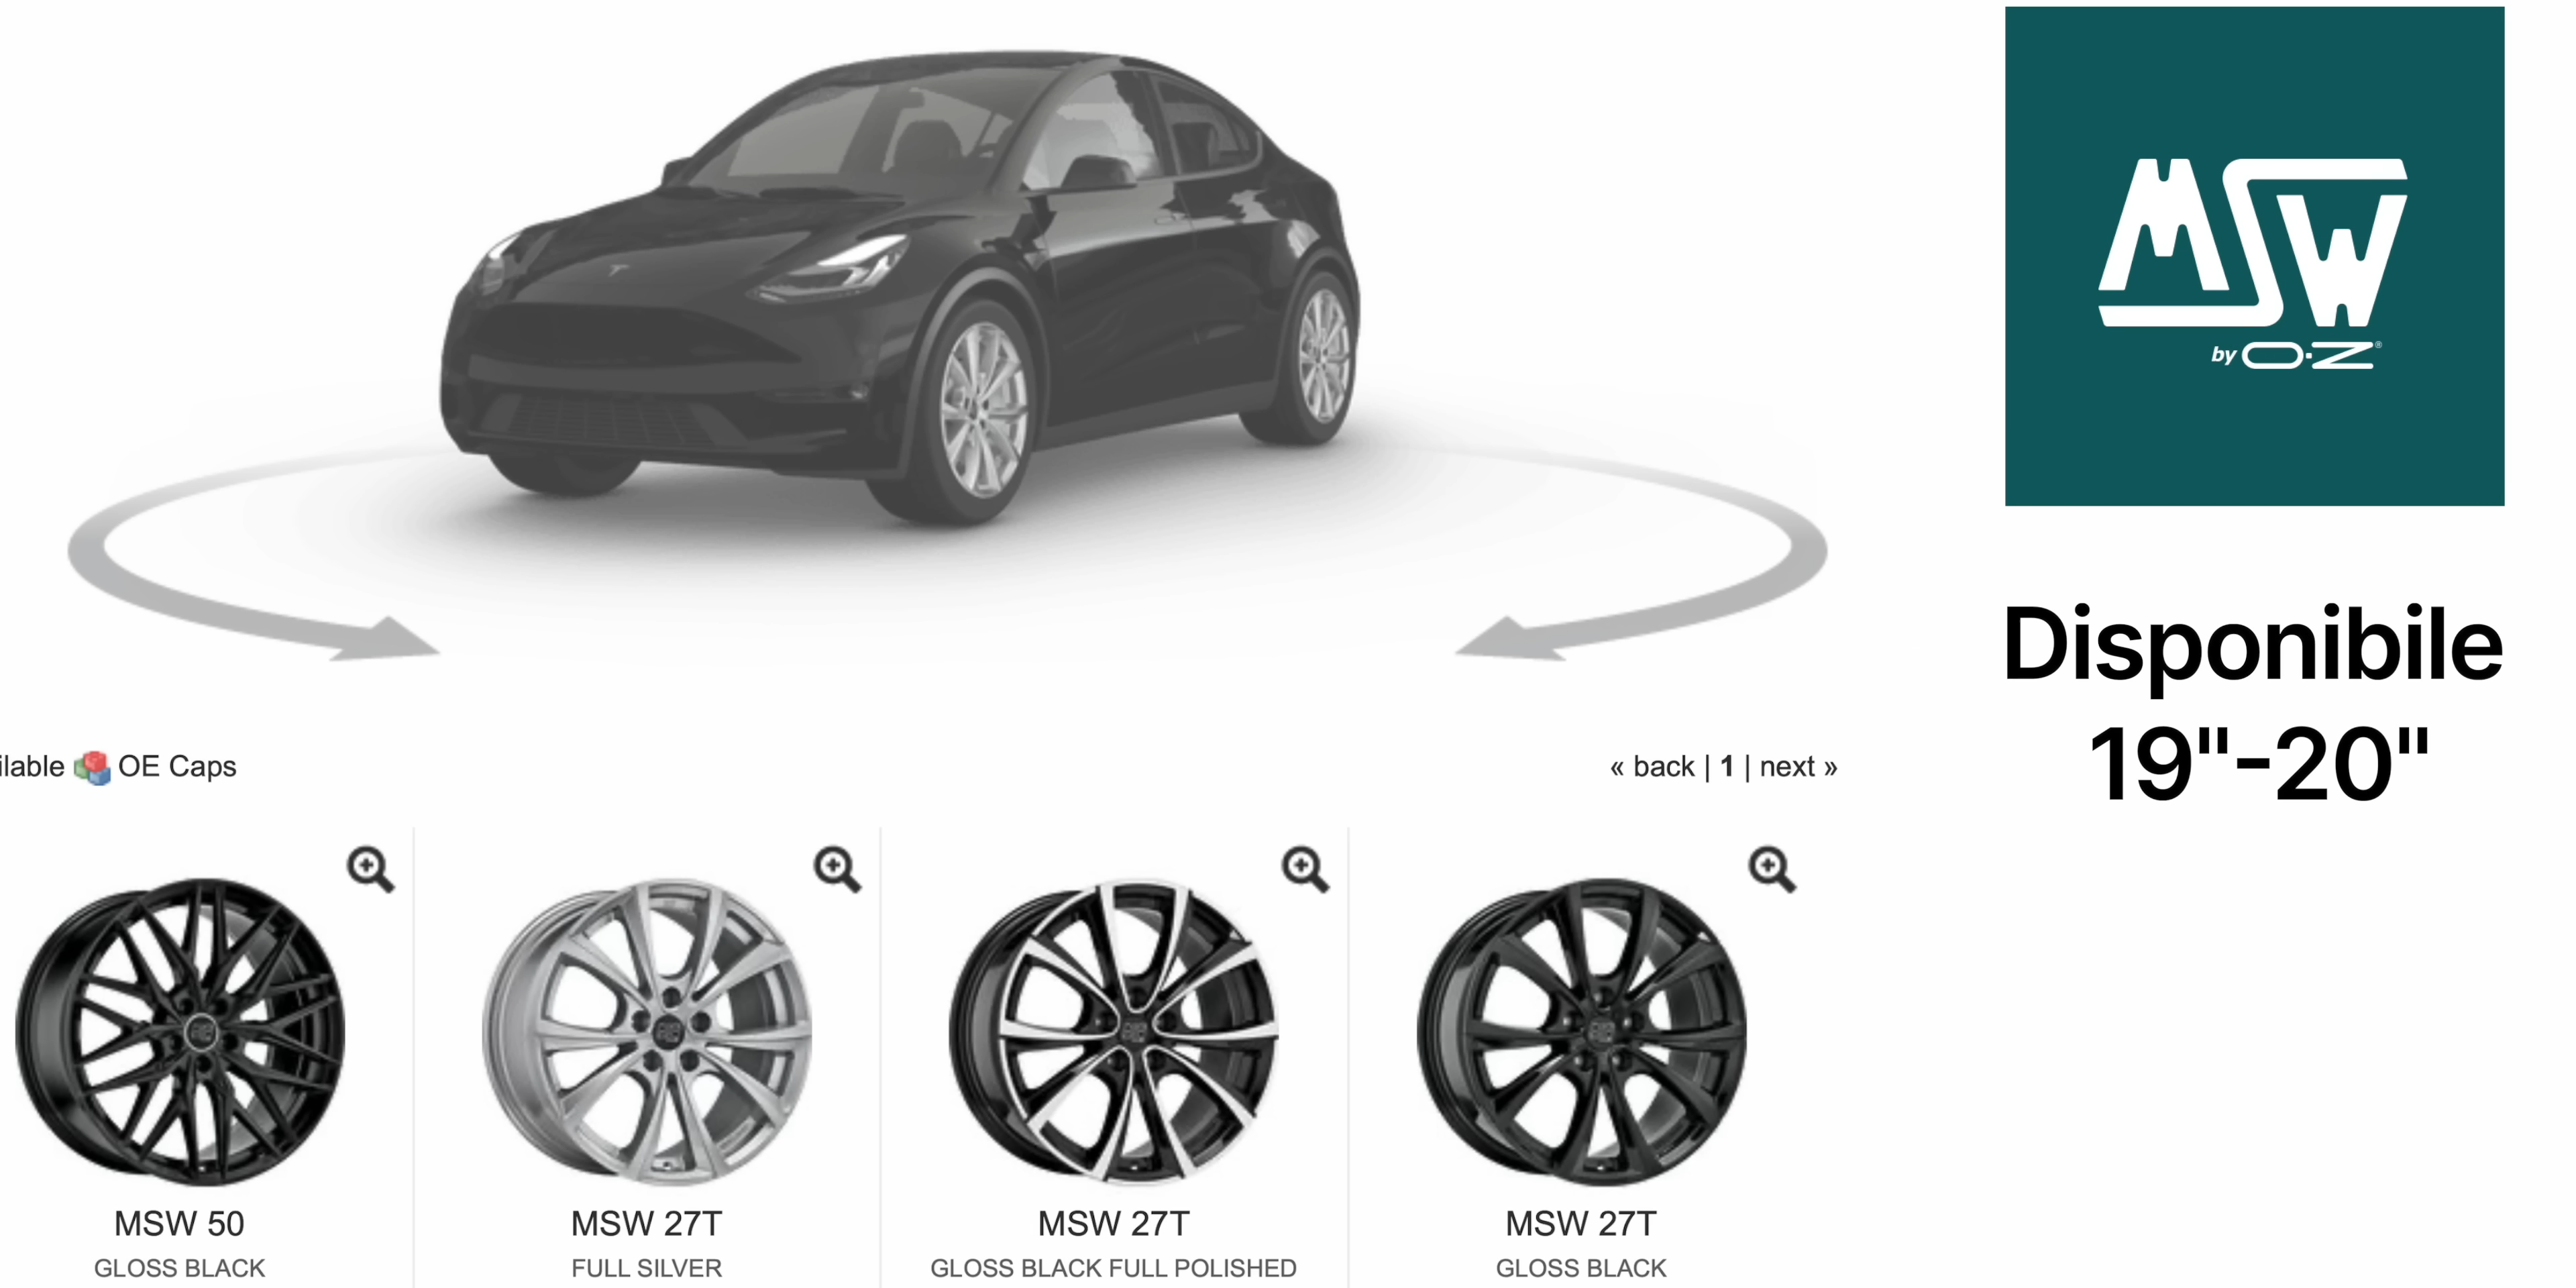 MSW
by O·Z®
Disponibile
19"-20"
ilable OE Caps
« back | 1 | next »
MSW 50
GLOSS BLACK
MSW 27T
FULL SILVER
MSW 27T
GLOSS BLACK FULL POLISHED
MSW 27T
GLOSS BLACK